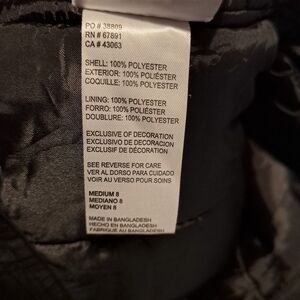 PO # 38809
RN # 67891
CA # 43063
SHELL: 100% POLYESTER
EXTERIOR: 100% POLIÉSTER
COQUILLE: 100% POLYESTER
LINING: 100% POLYESTER
FORRO: 100% POLIÉSTER
DOUBLURE: 100% POLYESTER
EXCLUSIVE OF DECORATION
EXCLUSIVO DE DECORACION
EXCLUSIF DE DÉCORATION
SEE REVERSE FOR CARE
VER AL DORSO PARA CUIDADO
VOIR AU VERSO POUR SOINS
MEDIUM 8
MEDIANO 8
MOYEN 8
MADE IN BANGLADESH
HECHO EN BANGLADESH
FABRIQUÉ AU BANGLADESH